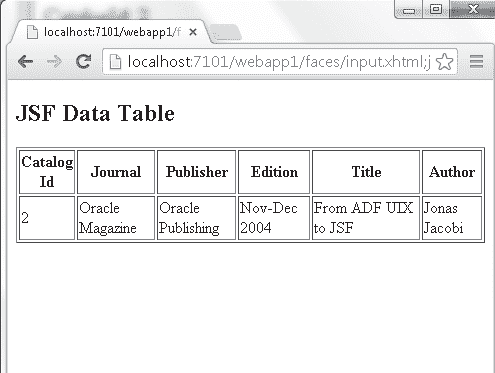 localhost:7101/webapp1/f
localhost:7101/webapp1/faces/input.xhtml;j
JSF Data Table
Catalog Id Journal Publisher Edition Title Author
2 Oracle Magazine Oracle Publishing Nov-Dec 2004 From ADF UIX to JSF Jonas Jacobi